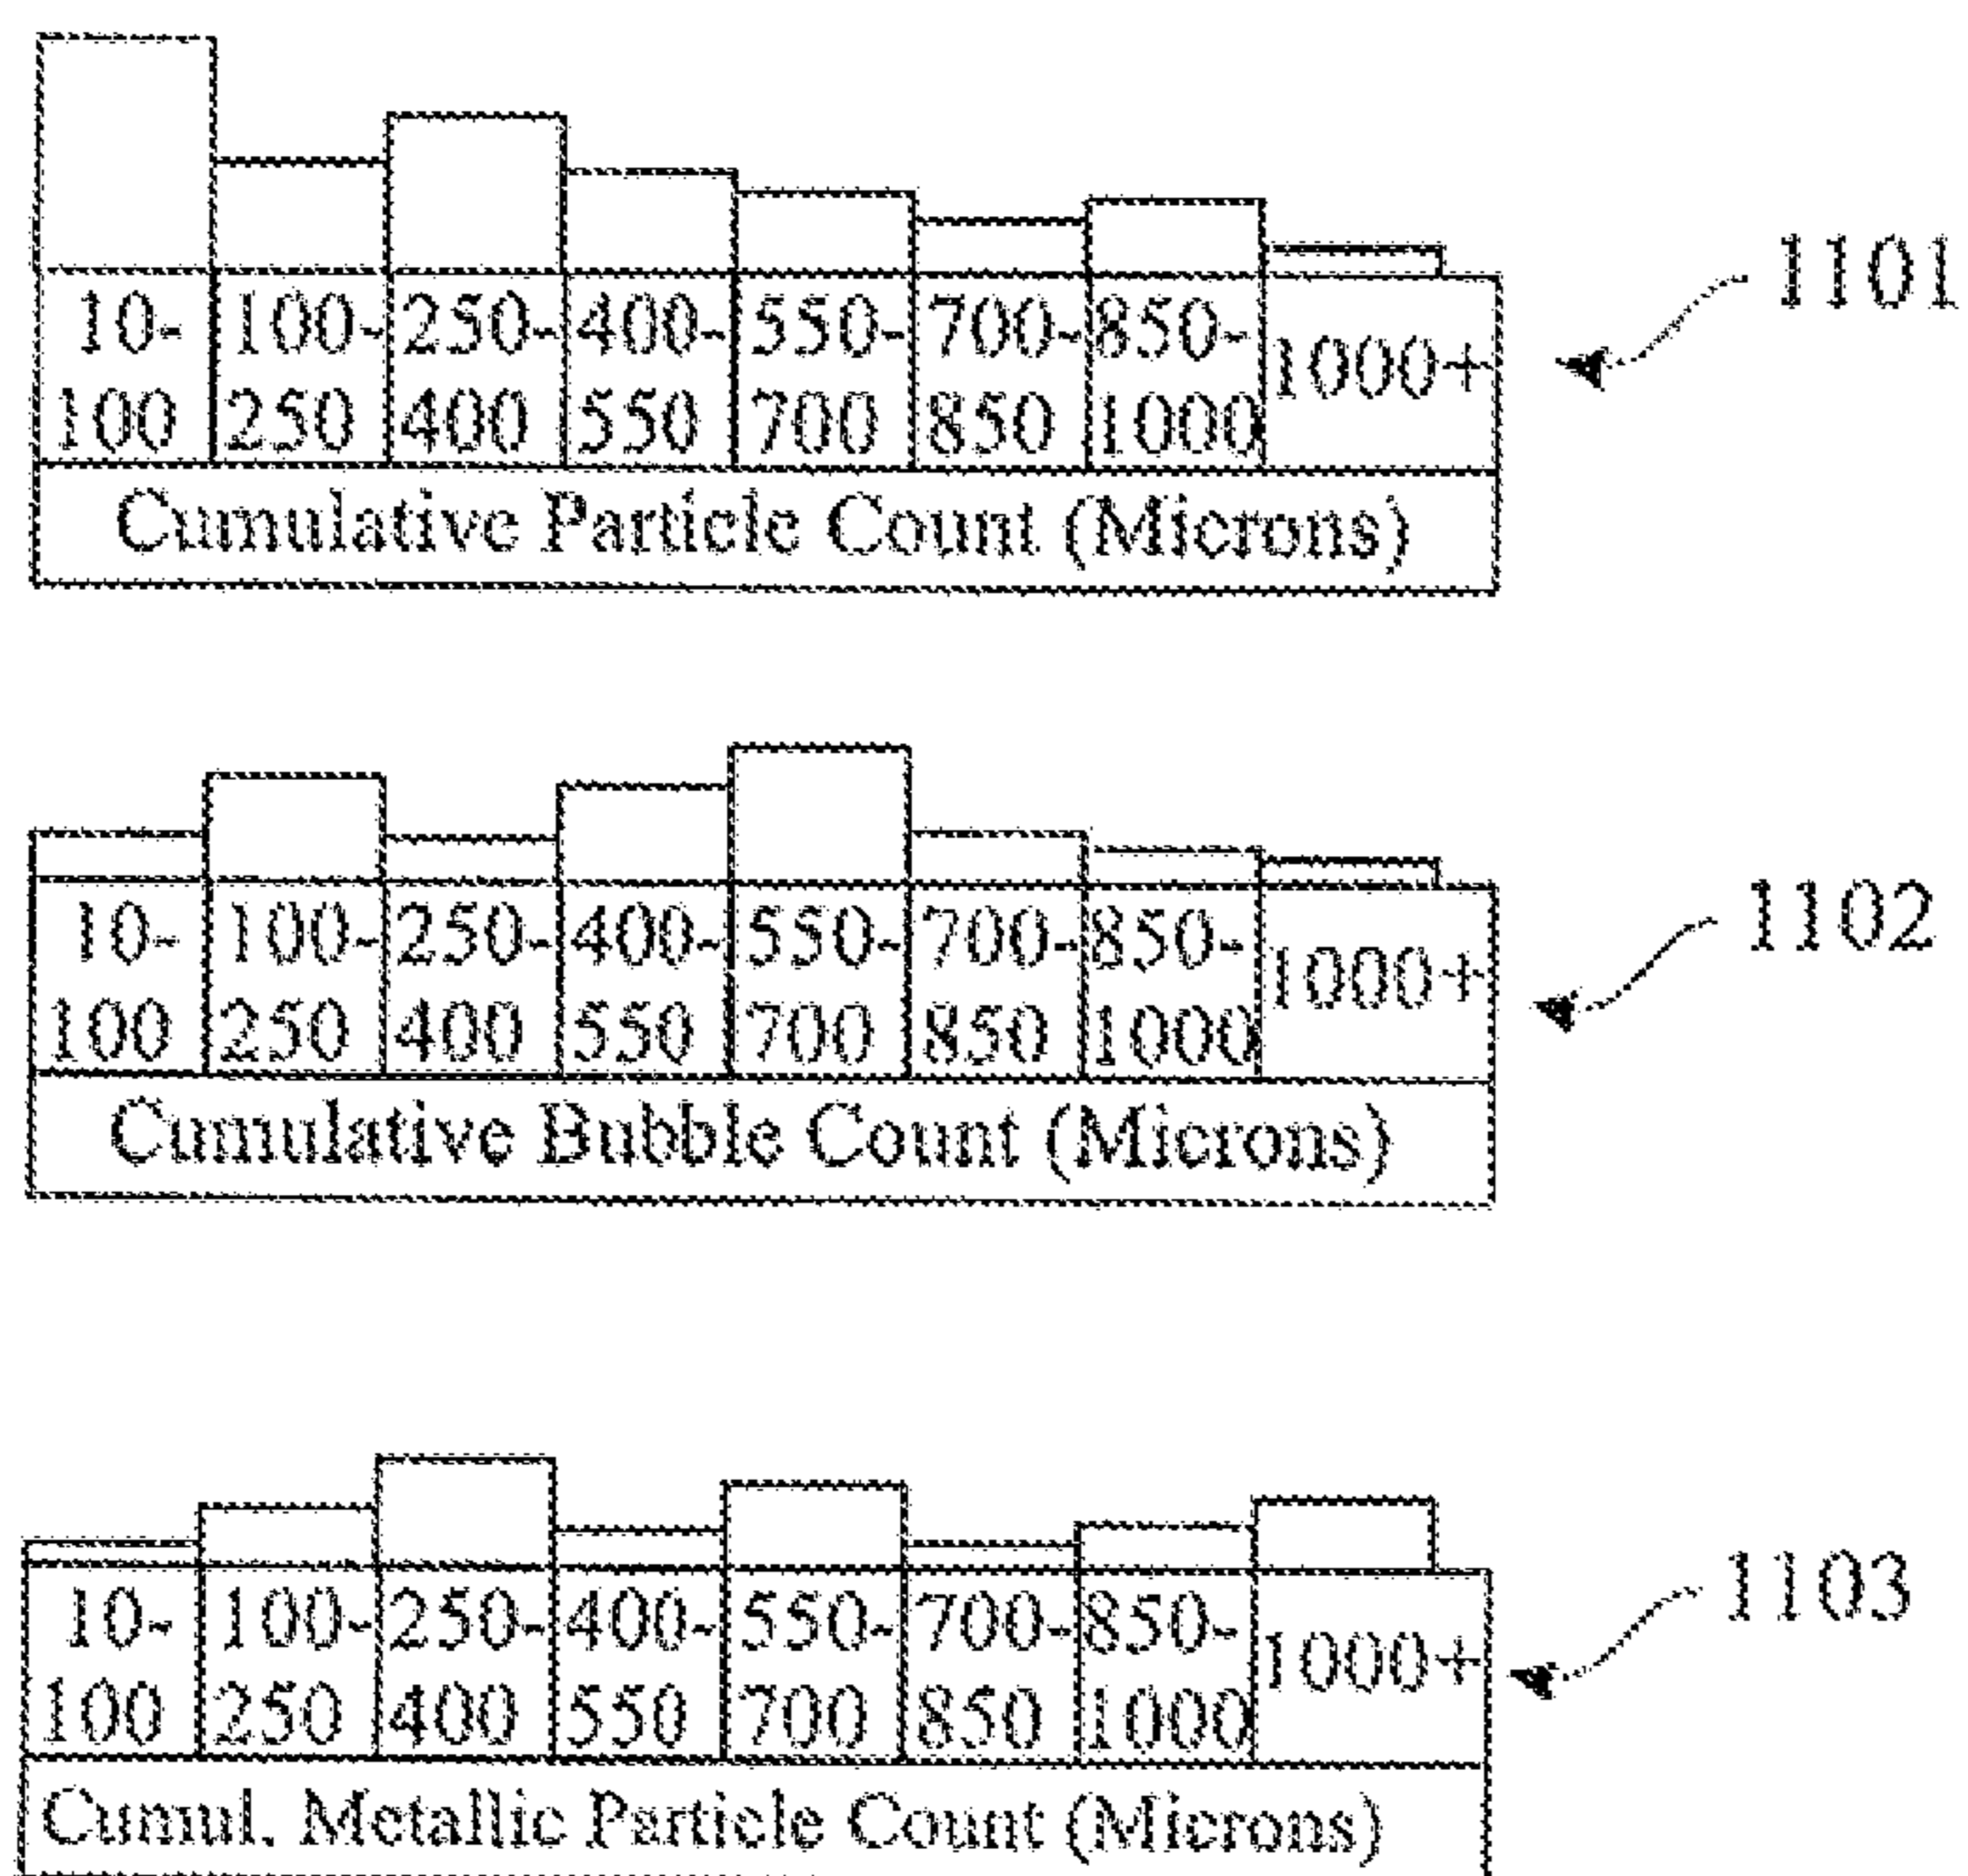 10- 100- 250- 400- 550- 700- 850- 1000+
100 250 400 550 700 850 1000
Cumulative Particle Count (Microns)
1101
10- 100- 250- 400- 550- 700- 850- 1000+
100 250 400 550 700 850 1000
Cumulative Bubble Count (Microns)
1102
10- 100- 250- 400- 550- 700- 850- 1000+
100 250 400 550 700 850 1000
Cumul. Metallic Particle Count (Microns)
1103